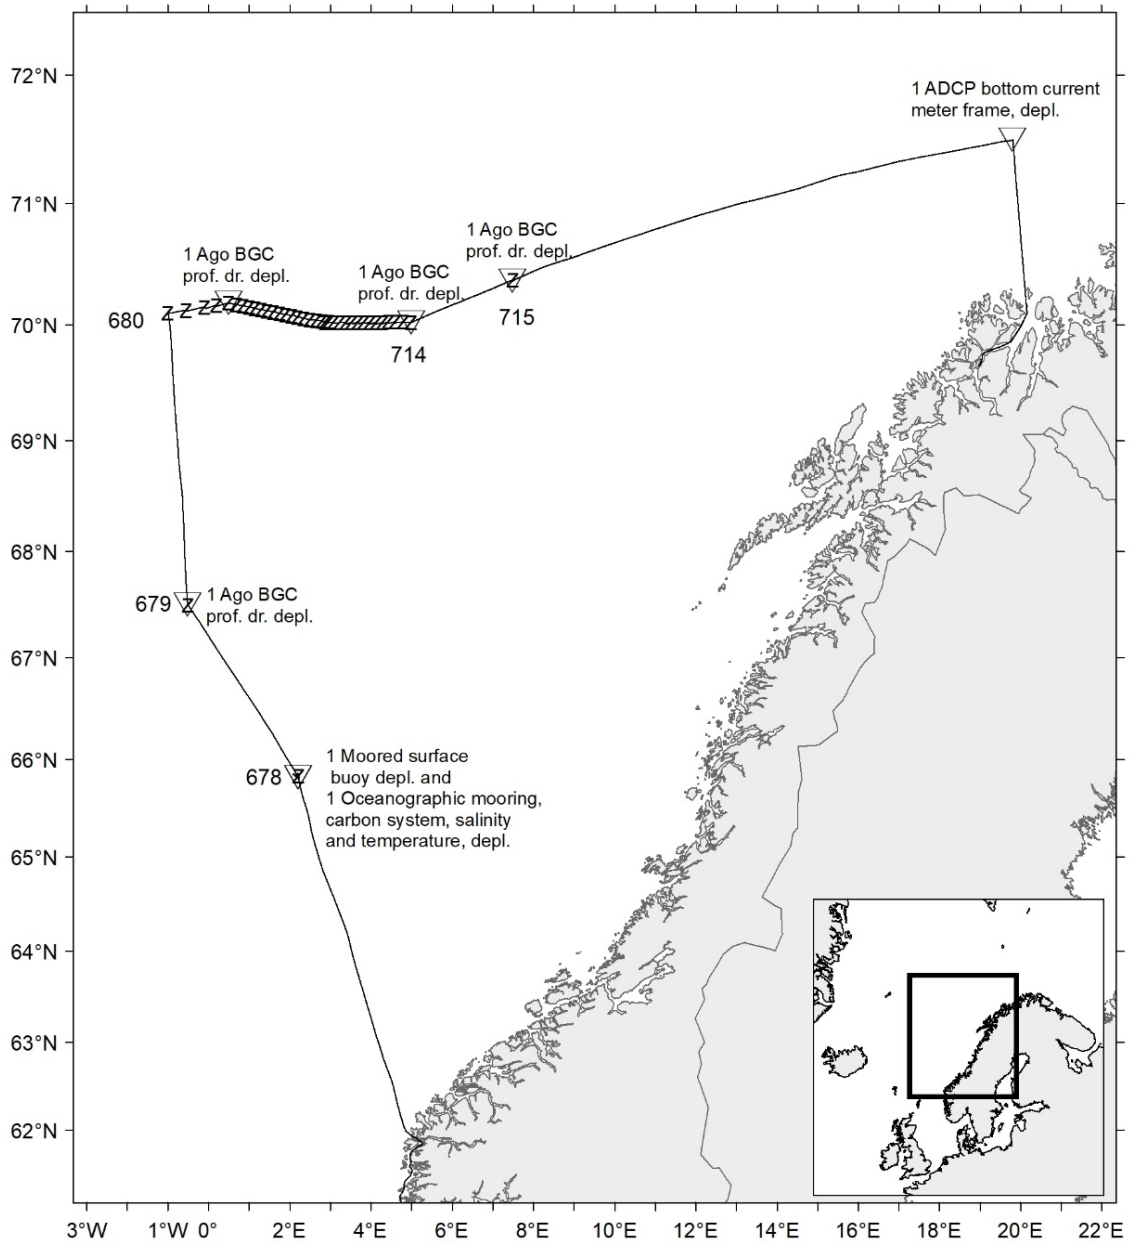 72°N
1 ADCP bottom current
meter frame, depl.
71°N
1 Ago BGC
prof. dr. depl.
1 Ago BGC
prof. dr. depl.
1 Ago BGC
prof. dr. depl.
680
Z Z Z Z Z
Z
Z
715
70°N
714
69°N
68°N
679
Z
1 Ago BGC
prof. dr. depl.
67°N
66°N
678
Z
1 Moored surface
buoy depl. and
1 Oceanographic mooring,
carbon system, salinity
and temperature, depl.
65°N
64°N
63°N
62°N
3°W
1°W
0°
2°E
4°E
6°E
8°E
10°E
12°E
14°E
16°E
18°E
20°E
22°E